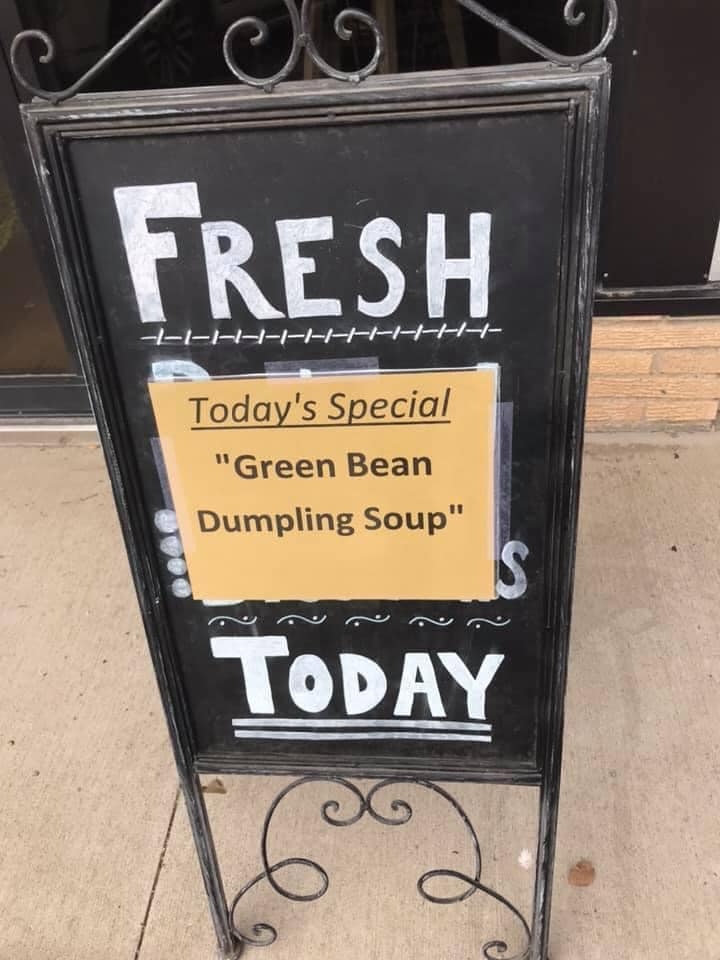 FRESH
Today's Special
"Green Bean
Dumpling Soup"
TODAY